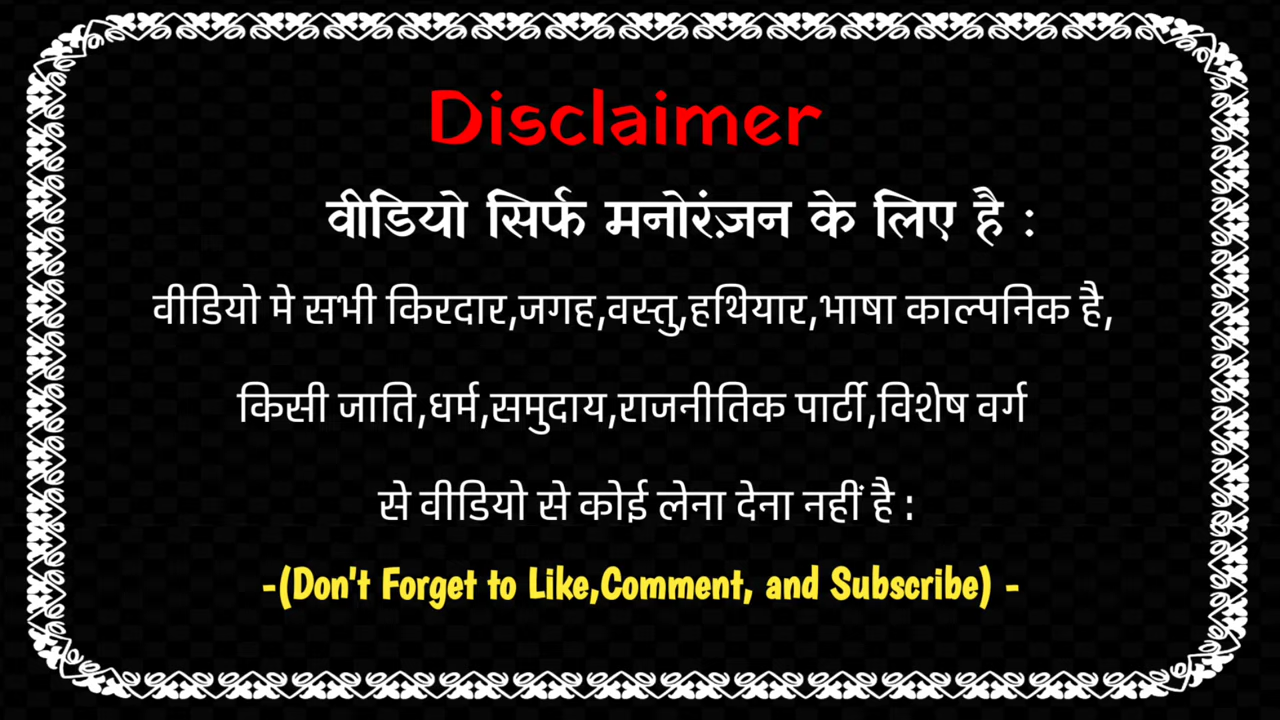 Disclaimer
वीडियो सिर्फ मनोरंज़न के लिए है :
वीडियो मे सभी किरदार,जगह,वस्तु,हथियार,भाषा काल्पनिक है,
किसी जाति,धर्म,समुदाय,राजनीतिक पार्टी,विशेष वर्ग
से वीडियो से कोई लेना देना नहीं है :
-(Don't Forget to Like,Comment, and Subscribe) -